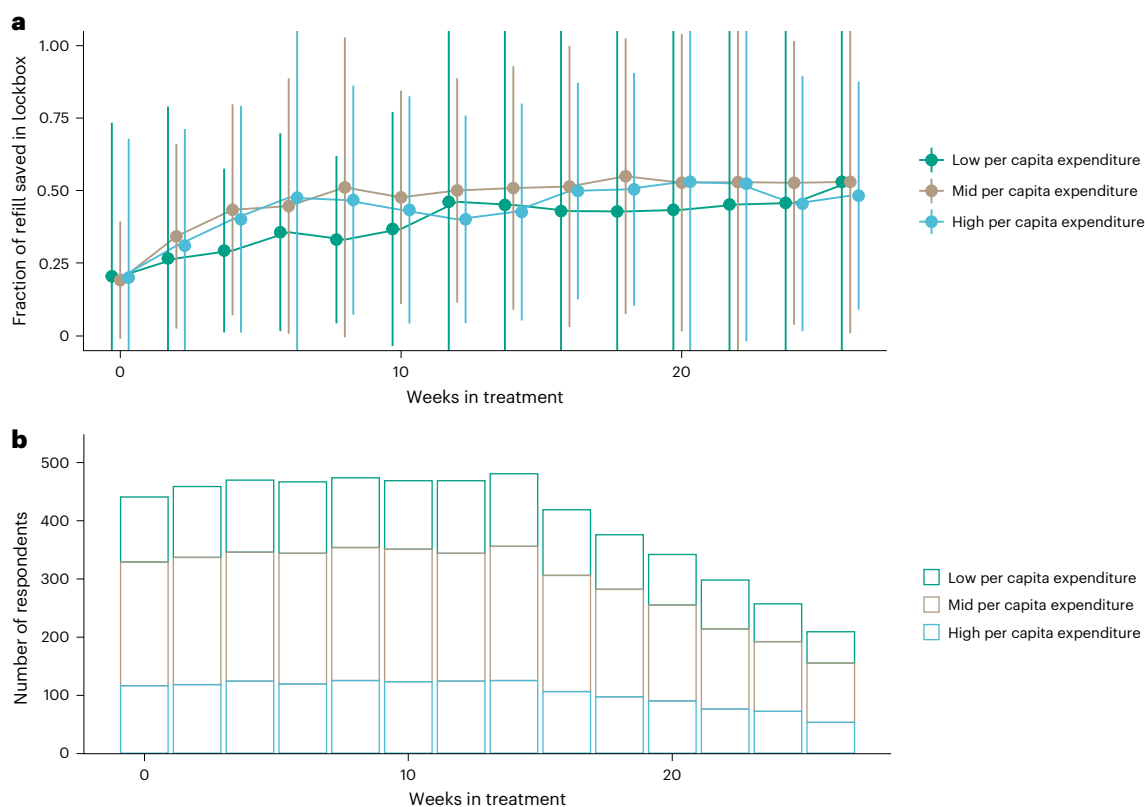 a
Fraction of refill saved in lockbox
1.00
0.75
0.50
0.25
0
0
10
20
Weeks in treatment
Low per capita expenditure
Mid per capita expenditure
High per capita expenditure
b
Number of respondents
500
400
300
200
100
0
0
10
20
Weeks in treatment
Low per capita expenditure
Mid per capita expenditure
High per capita expenditure